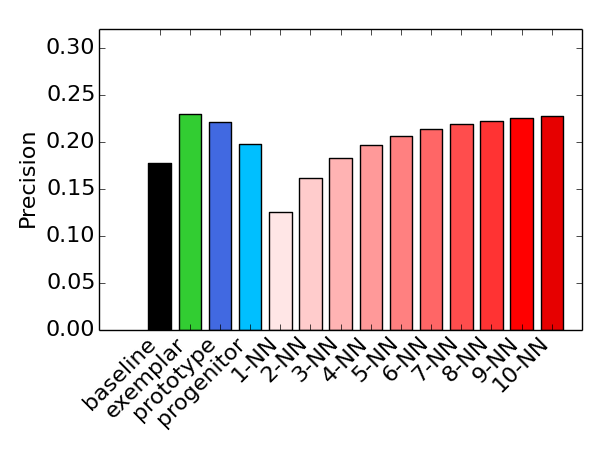 0.30
0.25
0.20
0.15
0.10
0.05
0.00
Precision
baseline
exemplar
prototype
progenitor
1-NN
2-NN
3-NN
4-NN
5-NN
6-NN
7-NN
8-NN
9-NN
10-NN